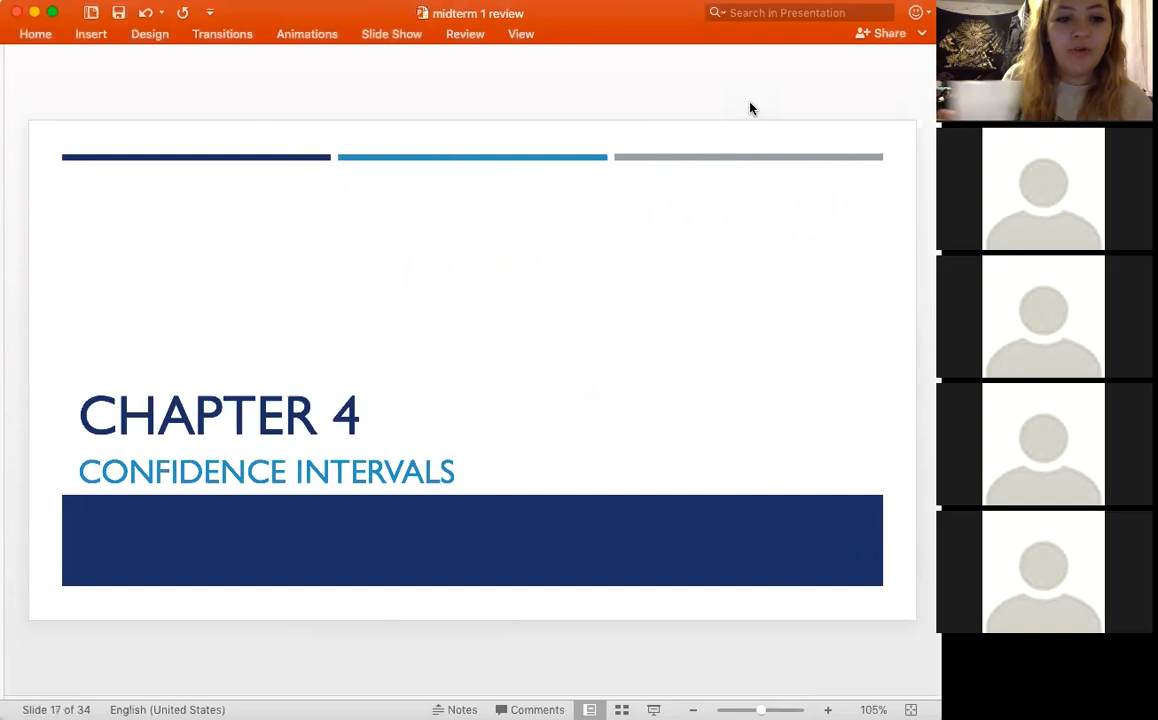 midterm 1 review
Search in Presentation
Home Insert Design Transitions Animations Slide Show Review View Share
CHAPTER 4
CONFIDENCE INTERVALS
Slide 17 of 34 English (United States) Notes Comments 105%